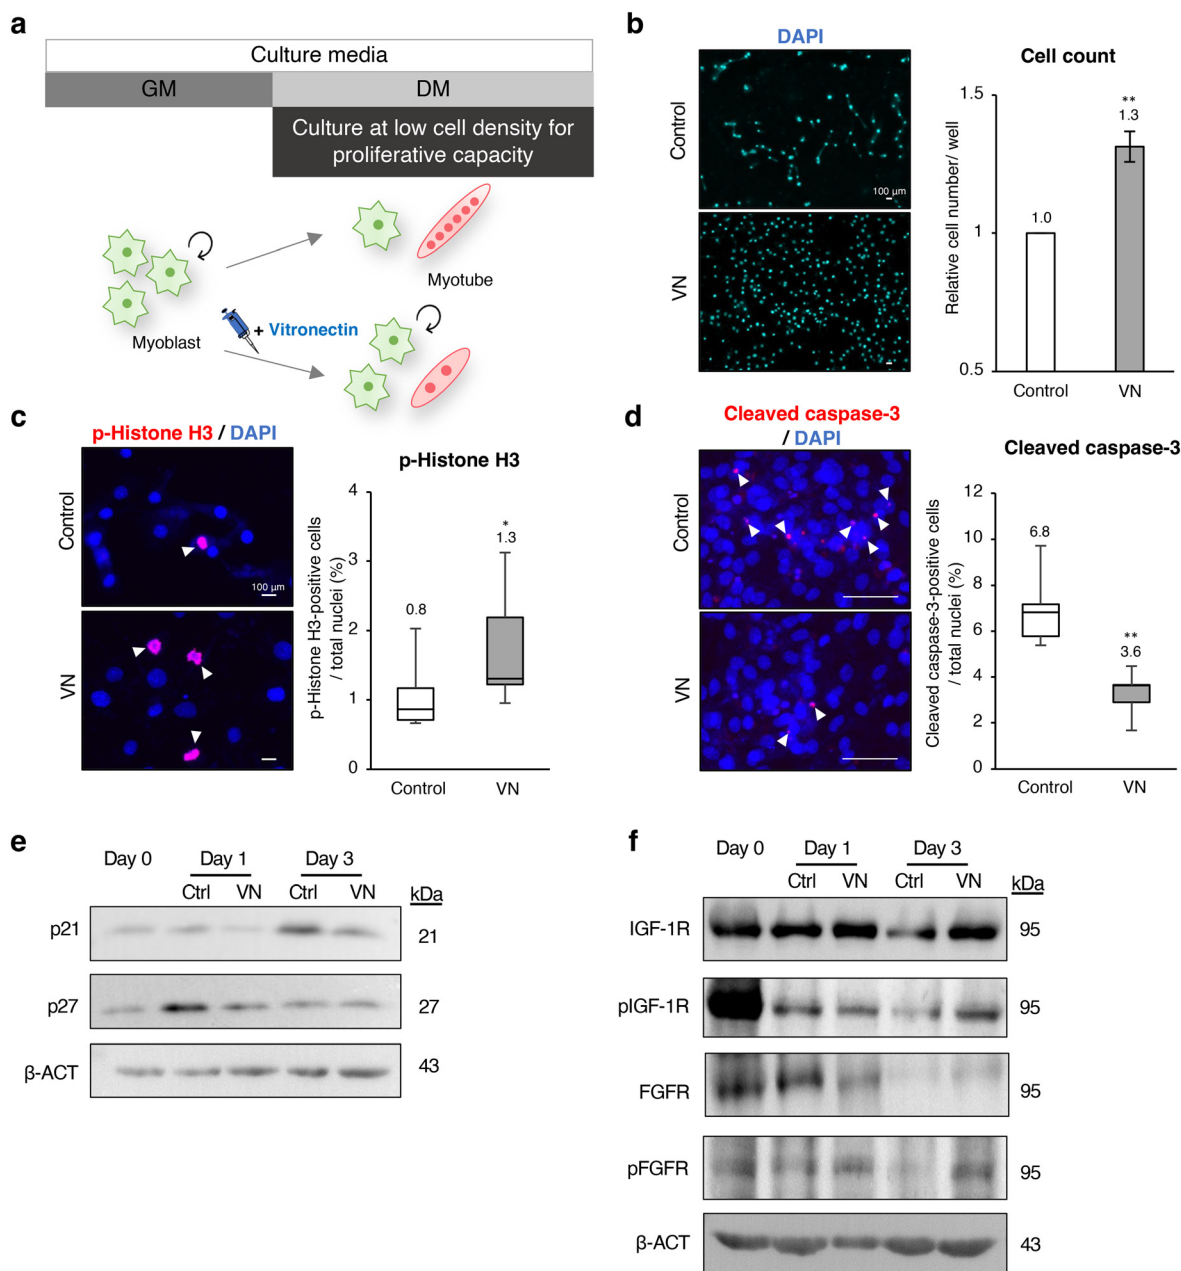 a
Culture media
GM
DM
Culture at low cell density for
proliferative capacity
Myotube
+ Vitronectin
Myoblast
b
DAPI
Control
100 µm
VN
Cell count
Relative cell number/ well
1.5
1
0.5
1.0
**
1.3
Control
VN
c
p-Histone H3 / DAPI
Control
100 µm
VN
p-Histone H3
p-Histone H3-positive cells
/ total nuclei (%)
4
3
2
1
0
0.8
*
1.3
Control
VN
d
Cleaved caspase-3
/ DAPI
Control
VN
Cleaved caspase-3
Cleaved caspase-3-positive cells
/ total nuclei (%)
12
10
8
6
4
2
0
6.8
**
3.6
Control
VN
e
Day 0
Day 1
Day 3
Ctrl
VN
Ctrl
VN
kDa
p21
21
p27
27
β-ACT
43
f
Day 0
Day 1
Day 3
Ctrl
VN
Ctrl
VN
kDa
IGF-1R
95
pIGF-1R
95
FGFR
95
pFGFR
95
β-ACT
43